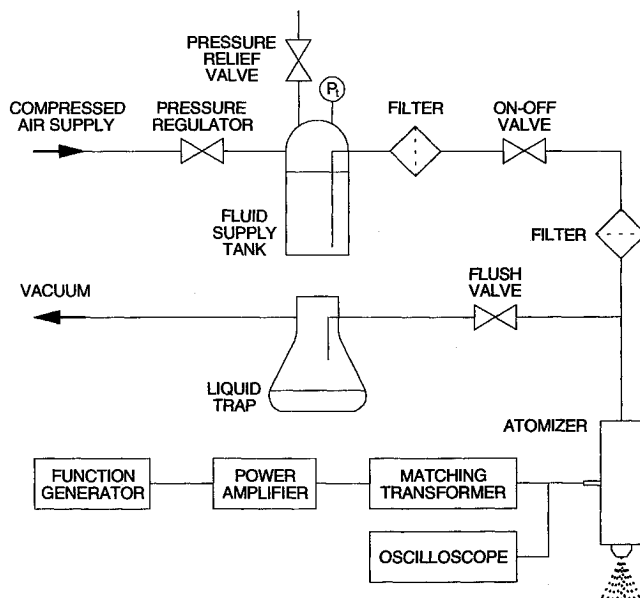 PRESSURE
RELIEF
VALVE
Pt
COMPRESSED
AIR SUPPLY
PRESSURE
REGULATOR
FILTER
ON-OFF
VALVE
FLUID
SUPPLY
TANK
FILTER
VACUUM
FLUSH
VALVE
LIQUID
TRAP
ATOMIZER
FUNCTION
GENERATOR
POWER
AMPLIFIER
MATCHING
TRANSFORMER
OSCILLOSCOPE